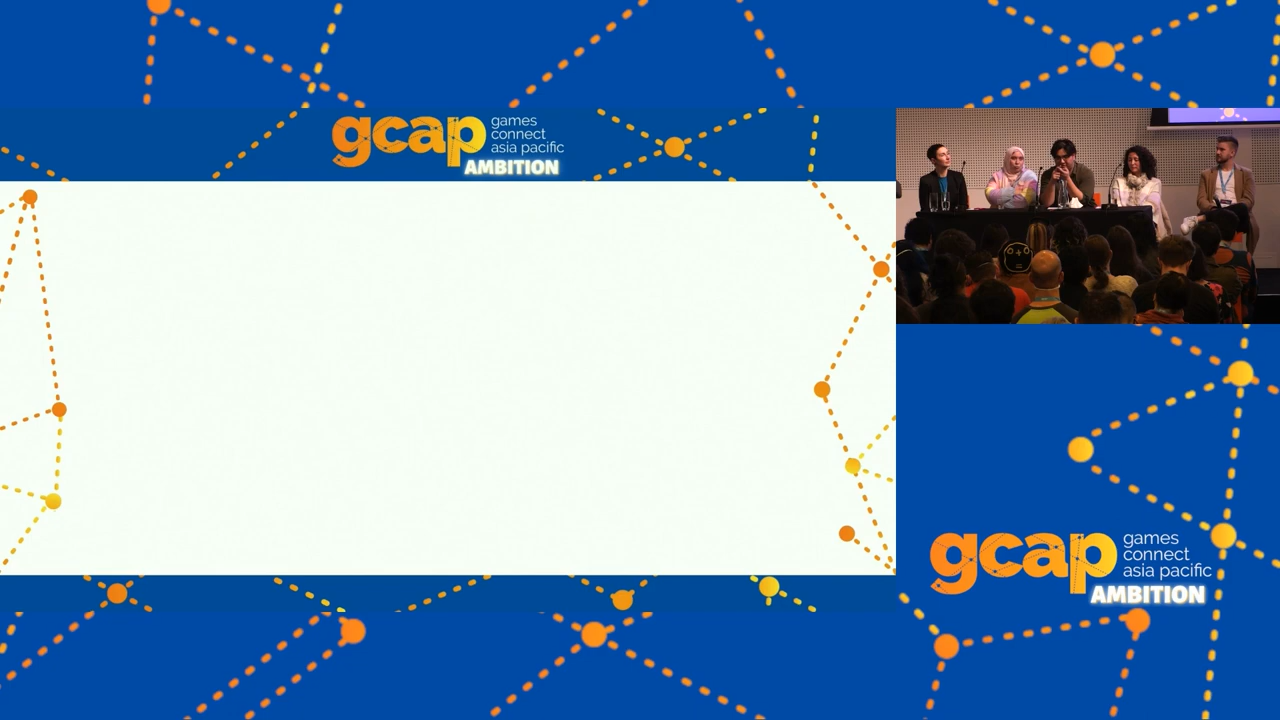 gcap
games
connect
asia pacific
AMBITION
gcap
games
connect
asia pacific
AMBITION